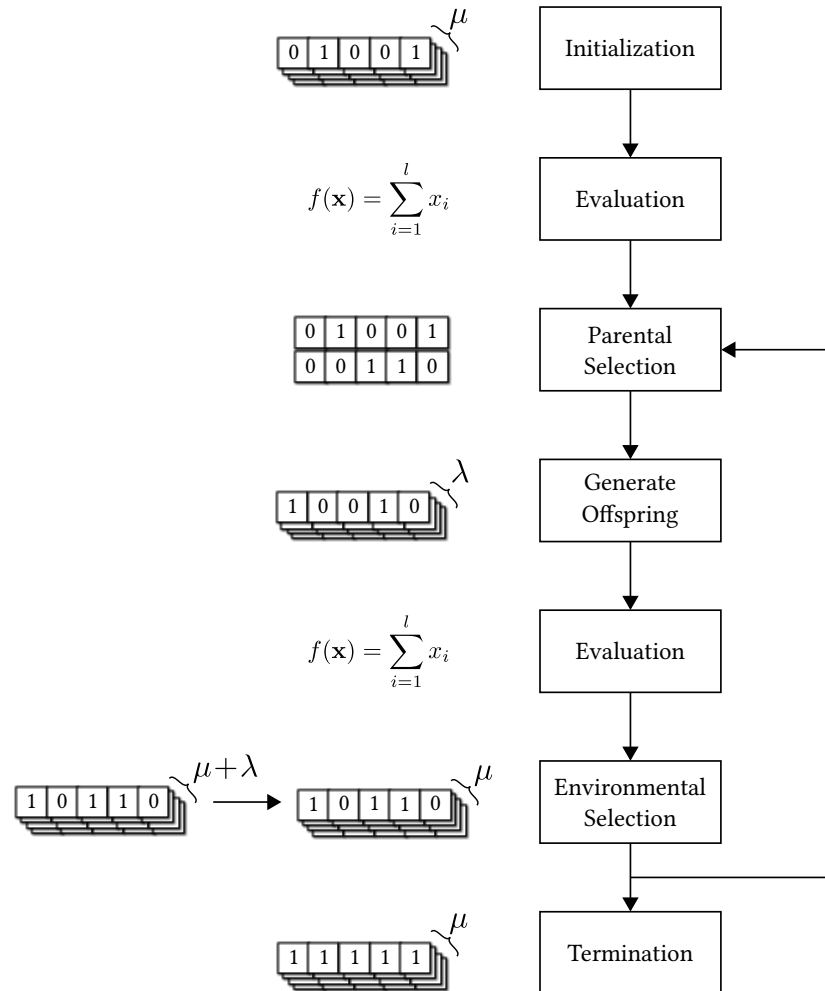 0 1 0 0 1 μ
Initialization
f(x) = ∑_{i=1}^{l} x_i
Evaluation
0 1 0 0 1
0 0 1 1 0
Parental
Selection
1 0 0 1 0 λ
Generate
Offspring
f(x) = ∑_{i=1}^{l} x_i
Evaluation
1 0 1 1 0 μ+λ
1 0 1 1 0 μ
Environmental
Selection
1 1 1 1 1 μ
Termination